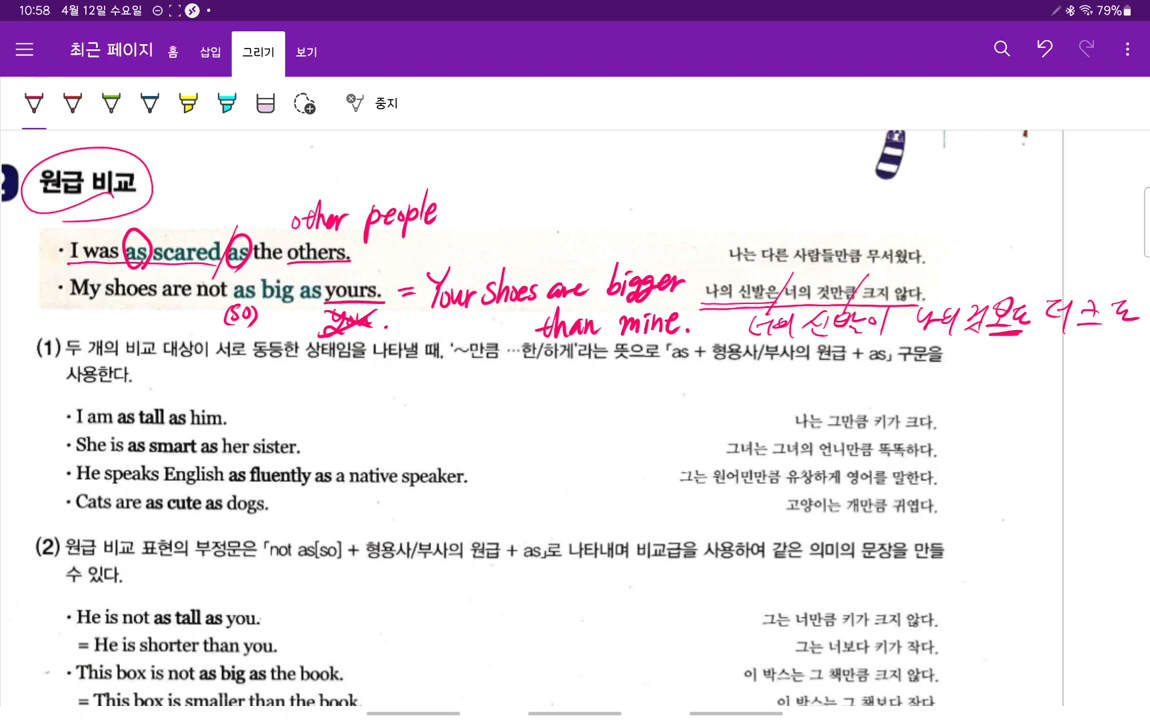 10:58 4월 12일 수요일 79%
최근 페이지 홈 삽입 그리기 보기
중지
원급 비교
other people
· I was as scared as the others. 나는 다른 사람들만큼 무서웠다.
· My shoes are not as big as yours. = Your shoes are bigger 나의 신발은 너의 것만큼 크지 않다.
(so) than mine. 너의 신발이 나의 것보다 더 크
(1) 두 개의 비교 대상이 서로 동등한 상태임을 나타낼 때, ‘~만큼 …한/하게’라는 뜻으로 「as + 형용사/부사의 원급 + as」 구문을
사용한다.
· I am as tall as him. 나는 그만큼 키가 크다.
· She is as smart as her sister. 그녀는 그녀의 언니만큼 똑똑하다.
· He speaks English as fluently as a native speaker. 그는 원어민만큼 유창하게 영어를 말한다.
· Cats are as cute as dogs. 고양이는 개만큼 귀엽다.
(2) 원급 비교 표현의 부정문은 「not as[so] + 형용사/부사의 원급 + as」로 나타내며 비교급을 사용하여 같은 의미의 문장을 만들
수 있다.
· He is not as tall as you. 그는 너만큼 키가 크지 않다.
= He is shorter than you. 그는 너보다 키가 작다.
· This box is not as big as the book. 이 박스는 그 책만큼 크지 않다.
= This box is smaller than the book. 이 박스는 그 책보다 작다.